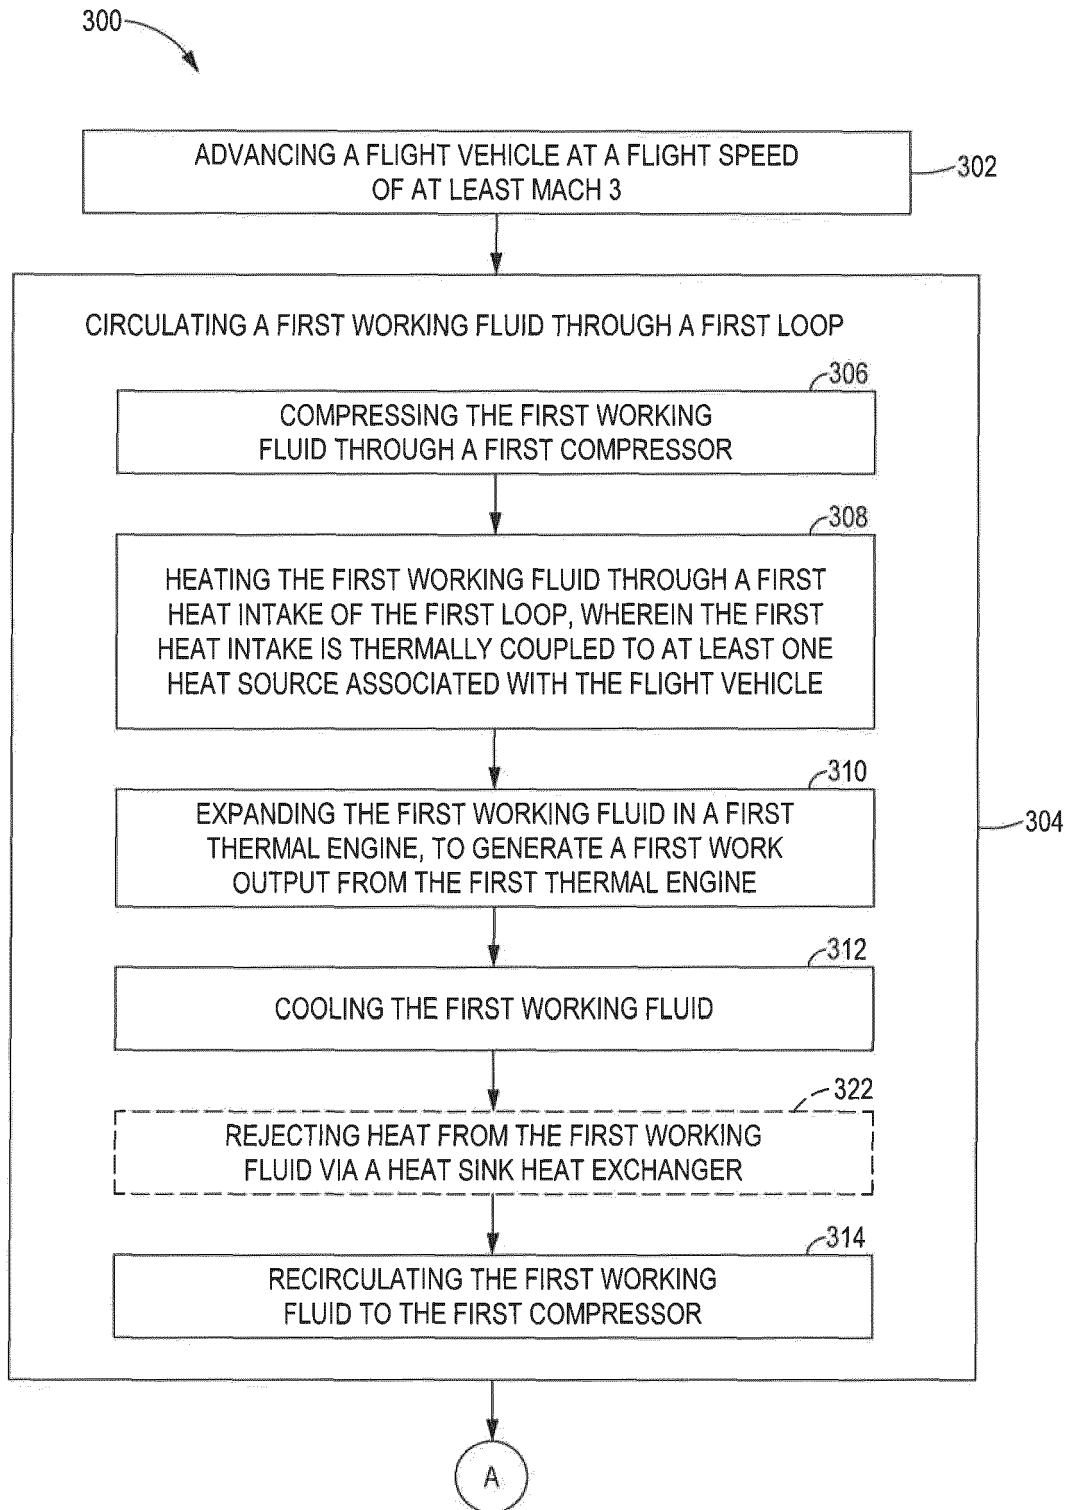 300
ADVANCING A FLIGHT VEHICLE AT A FLIGHT SPEED
OF AT LEAST MACH 3
302
CIRCULATING A FIRST WORKING FLUID THROUGH A FIRST LOOP
306
COMPRESSING THE FIRST WORKING
FLUID THROUGH A FIRST COMPRESSOR
308
HEATING THE FIRST WORKING FLUID THROUGH A FIRST
HEAT INTAKE OF THE FIRST LOOP, WHEREIN THE FIRST
HEAT INTAKE IS THERMALLY COUPLED TO AT LEAST ONE
HEAT SOURCE ASSOCIATED WITH THE FLIGHT VEHICLE
310
EXPANDING THE FIRST WORKING FLUID IN A FIRST
THERMAL ENGINE, TO GENERATE A FIRST WORK
OUTPUT FROM THE FIRST THERMAL ENGINE
304
312
COOLING THE FIRST WORKING FLUID
322
REJECTING HEAT FROM THE FIRST WORKING
FLUID VIA A HEAT SINK HEAT EXCHANGER
314
RECIRCULATING THE FIRST WORKING
FLUID TO THE FIRST COMPRESSOR
A